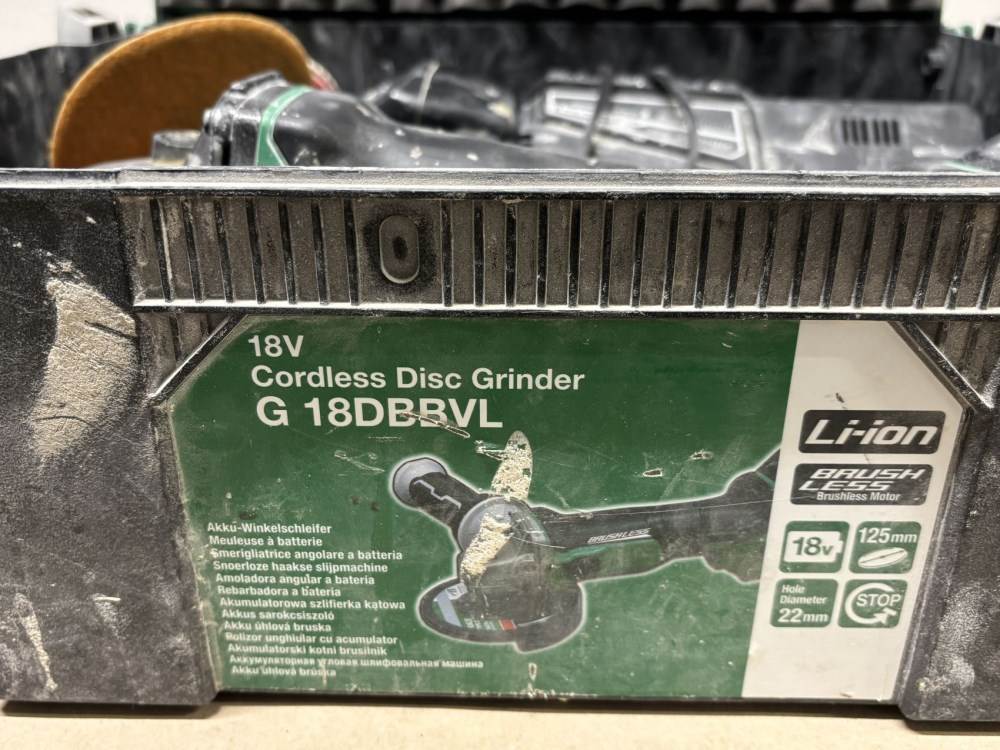 18V
Cordless Disc Grinder
G 18DBBVL
Li-ion
BRUSH
LESS
Brushless Motor
18v
125mm
Hole
Diameter
22mm
STOP
BRUSHLESS
Akku-Winkelschleifer
Meuleuse à batterie
Smerigliatrice angolare a batteria
Snoerloze haakse slijpmachine
Amoladora angular a batería
Rebarbadora a bateria
Akumulatorowa szlifierka kątowa
Akkus sarokcsiszoló
Akku úhlová bruska
Polizor unghiular cu acumulator
Akumulatorski kotni brusilnik
Аккумуляторная угловая шлифовальная машина
Akku uhlová brúska